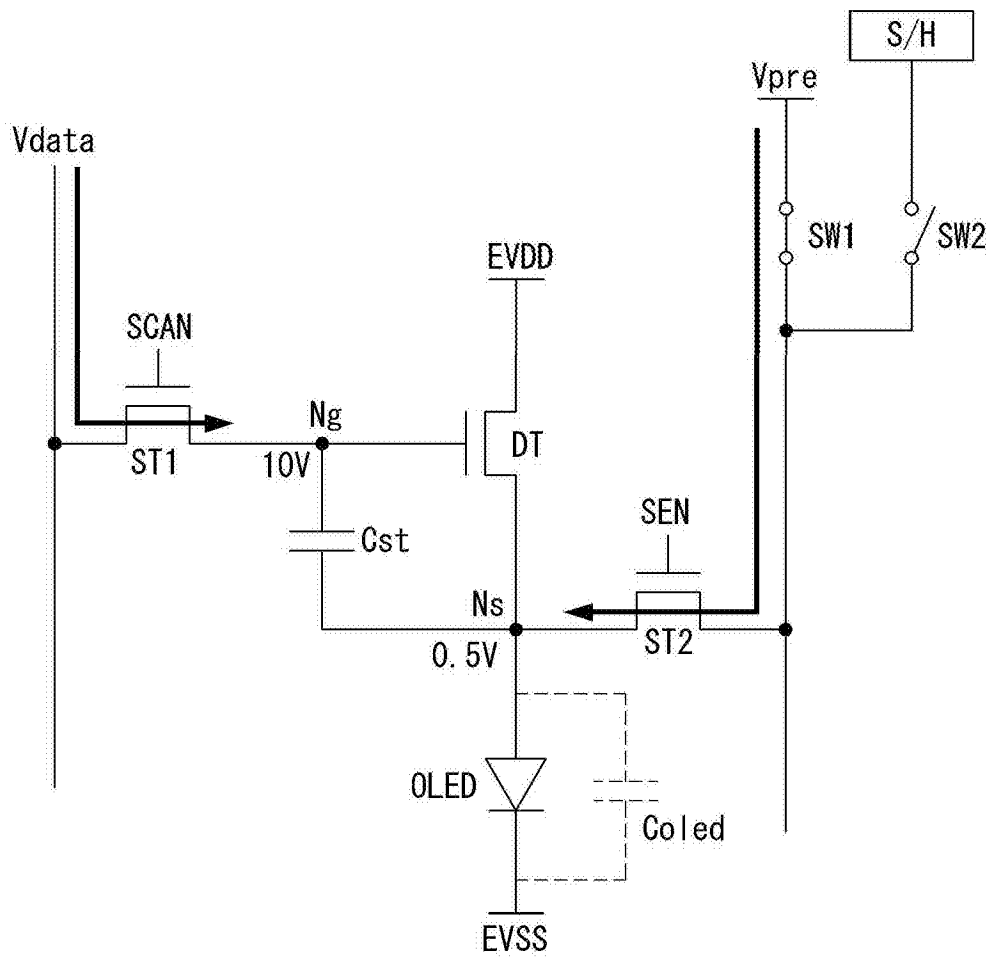 S/H
Vpre
Vdata
SW1
SW2
EVDD
SCAN
Ng
DT
ST1
10V
SEN
Cst
Ns
ST2
0.5V
OLED
Coled
EVSS